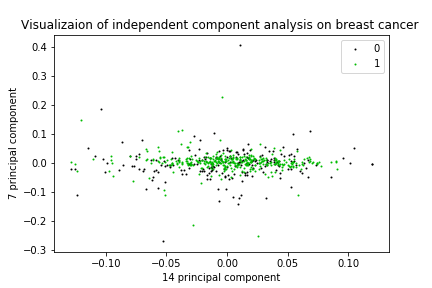 Visualizaion of independent component analysis on breast cancer
0
1
0.4
0.3
0.2
0.1
0.0
−0.1
−0.2
−0.3
7 principal component
−0.10 −0.05 0.00 0.05 0.10
14 principal component